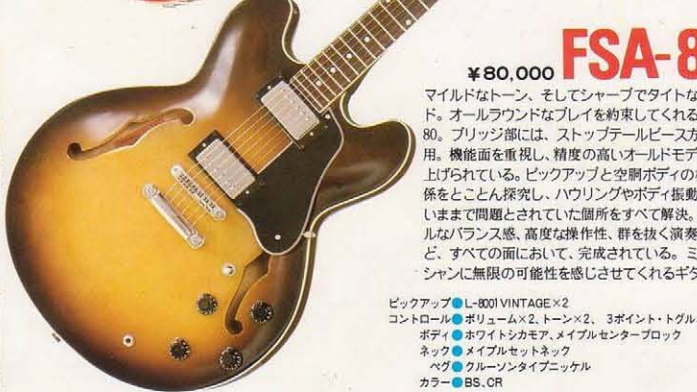 ¥80,000 FSA-8
マイルドなトーン、そしてシャープでタイトな
ド。オールラウンドなプレイを約束してくれる
80。ブリッジ部には、ストップテールピースカ
用。機能面を重視し、精度の高いオールドモデ
上げられている。ピックアップと空胴ボディの
係をとことん探究し、ハウリングやボディ振動
いままで問題とされていた個所をすべて解決。
ルなバランス感、高度な操作性、群を抜く演奏
ど、すべての面において、完成されている。ミ
シャンに無限の可能性を感じさせてくれるギタ
ピックアップ●L-8001 VINTAGE×2
コントロール●ボリューム×2、トーン×2、3ポイント・トグル
ボディ●ホワイトシカモア、メイプルセンターブロック
ネック●メイプルセットネック
ペグ●クルーソンタイプニッケル
カラー●BS、CR